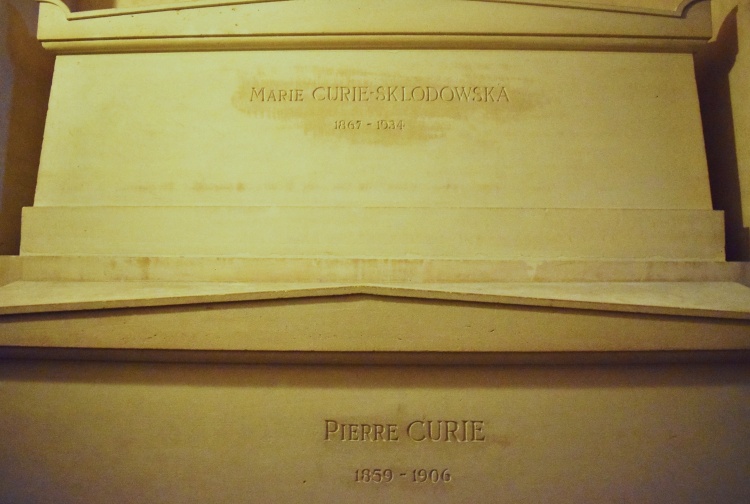 Marie CURIE-SKLODOWSKA
1867 - 1934
Pierre CURIE
1859 - 1906